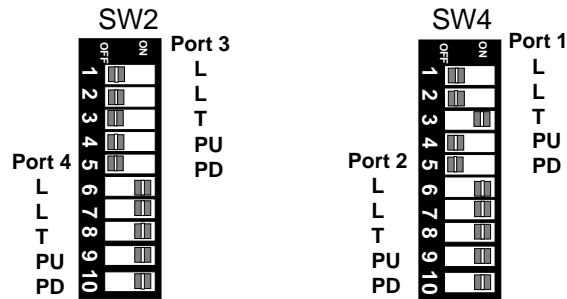 SW2
OFF ON
Port 3
1 L
2 L
3 T
4 PU
5 PD
Port 4
L 6
L 7
T 8
PU 9
PD 10
SW4
OFF ON
Port 1
1 L
2 L
3 T
4 PU
5 PD
Port 2
L 6
L 7
T 8
PU 9
PD 10